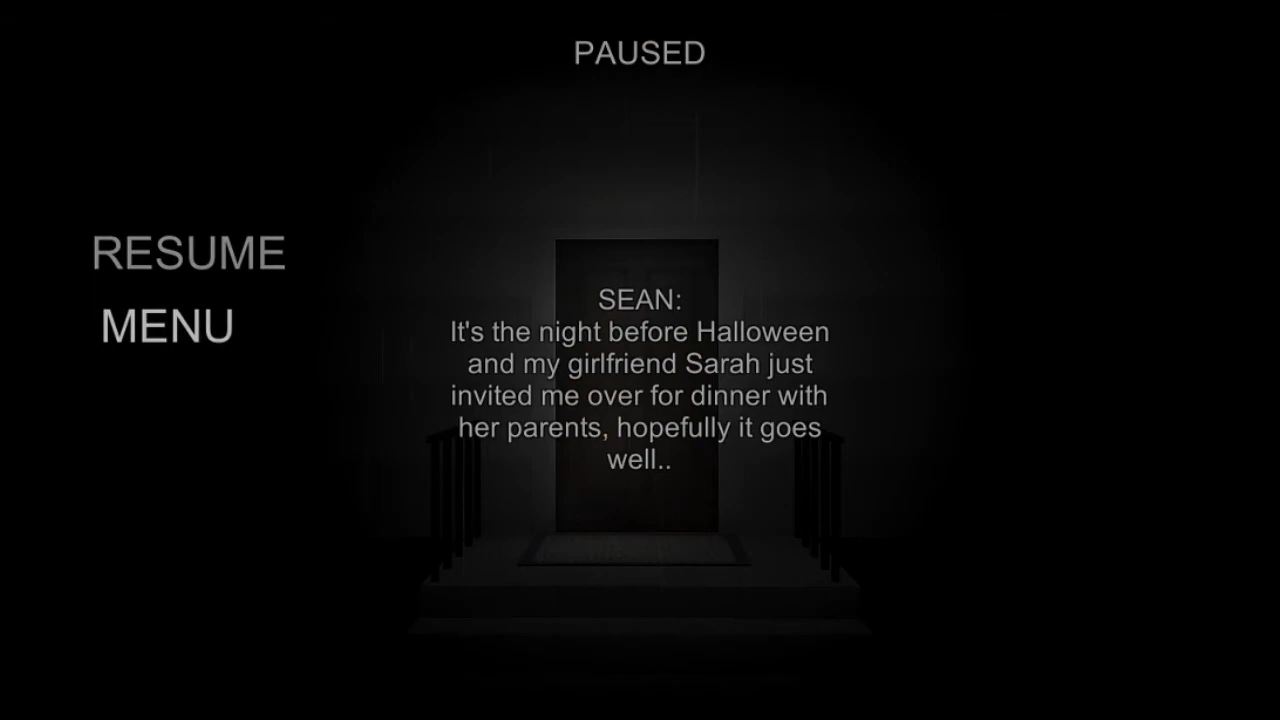 PAUSED
RESUME
MENU
SEAN:
It's the night before Halloween
and my girlfriend Sarah just
invited me over for dinner with
her parents, hopefully it goes
well..